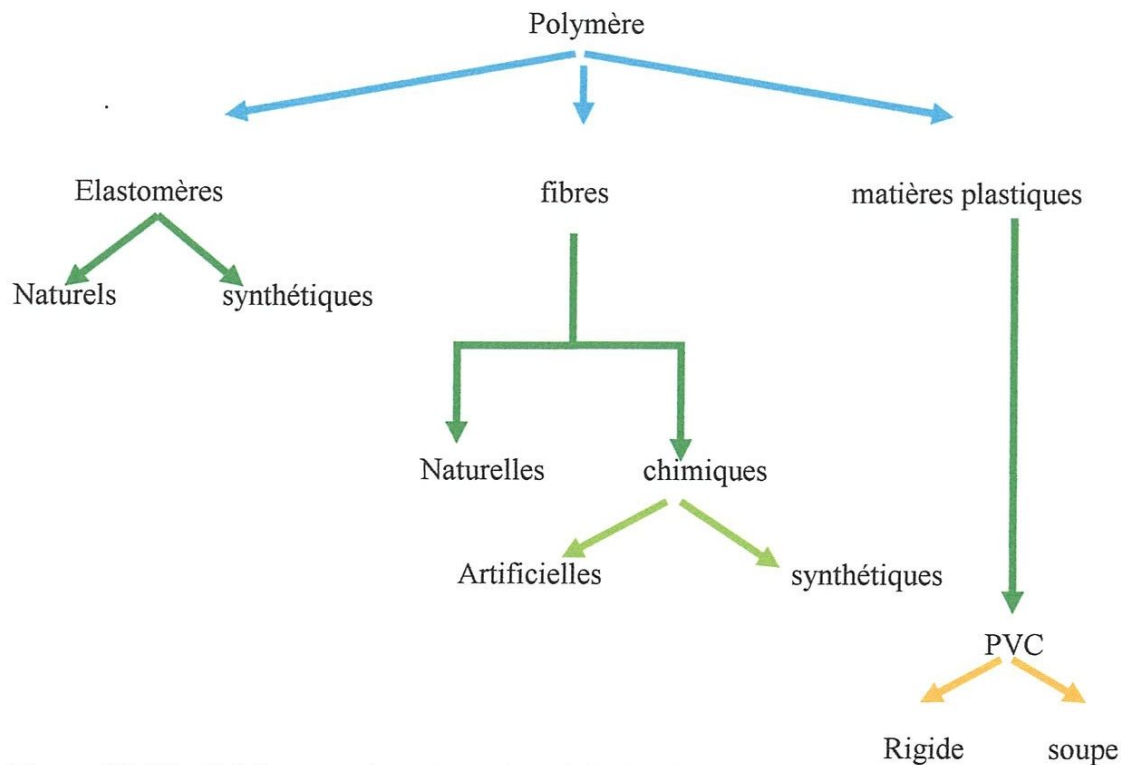 Polymère
Elastomères fibres matières plastiques
Naturels synthétiques
Naturelles chimiques
Artificielles synthétiques
PVC
Rigide soupe